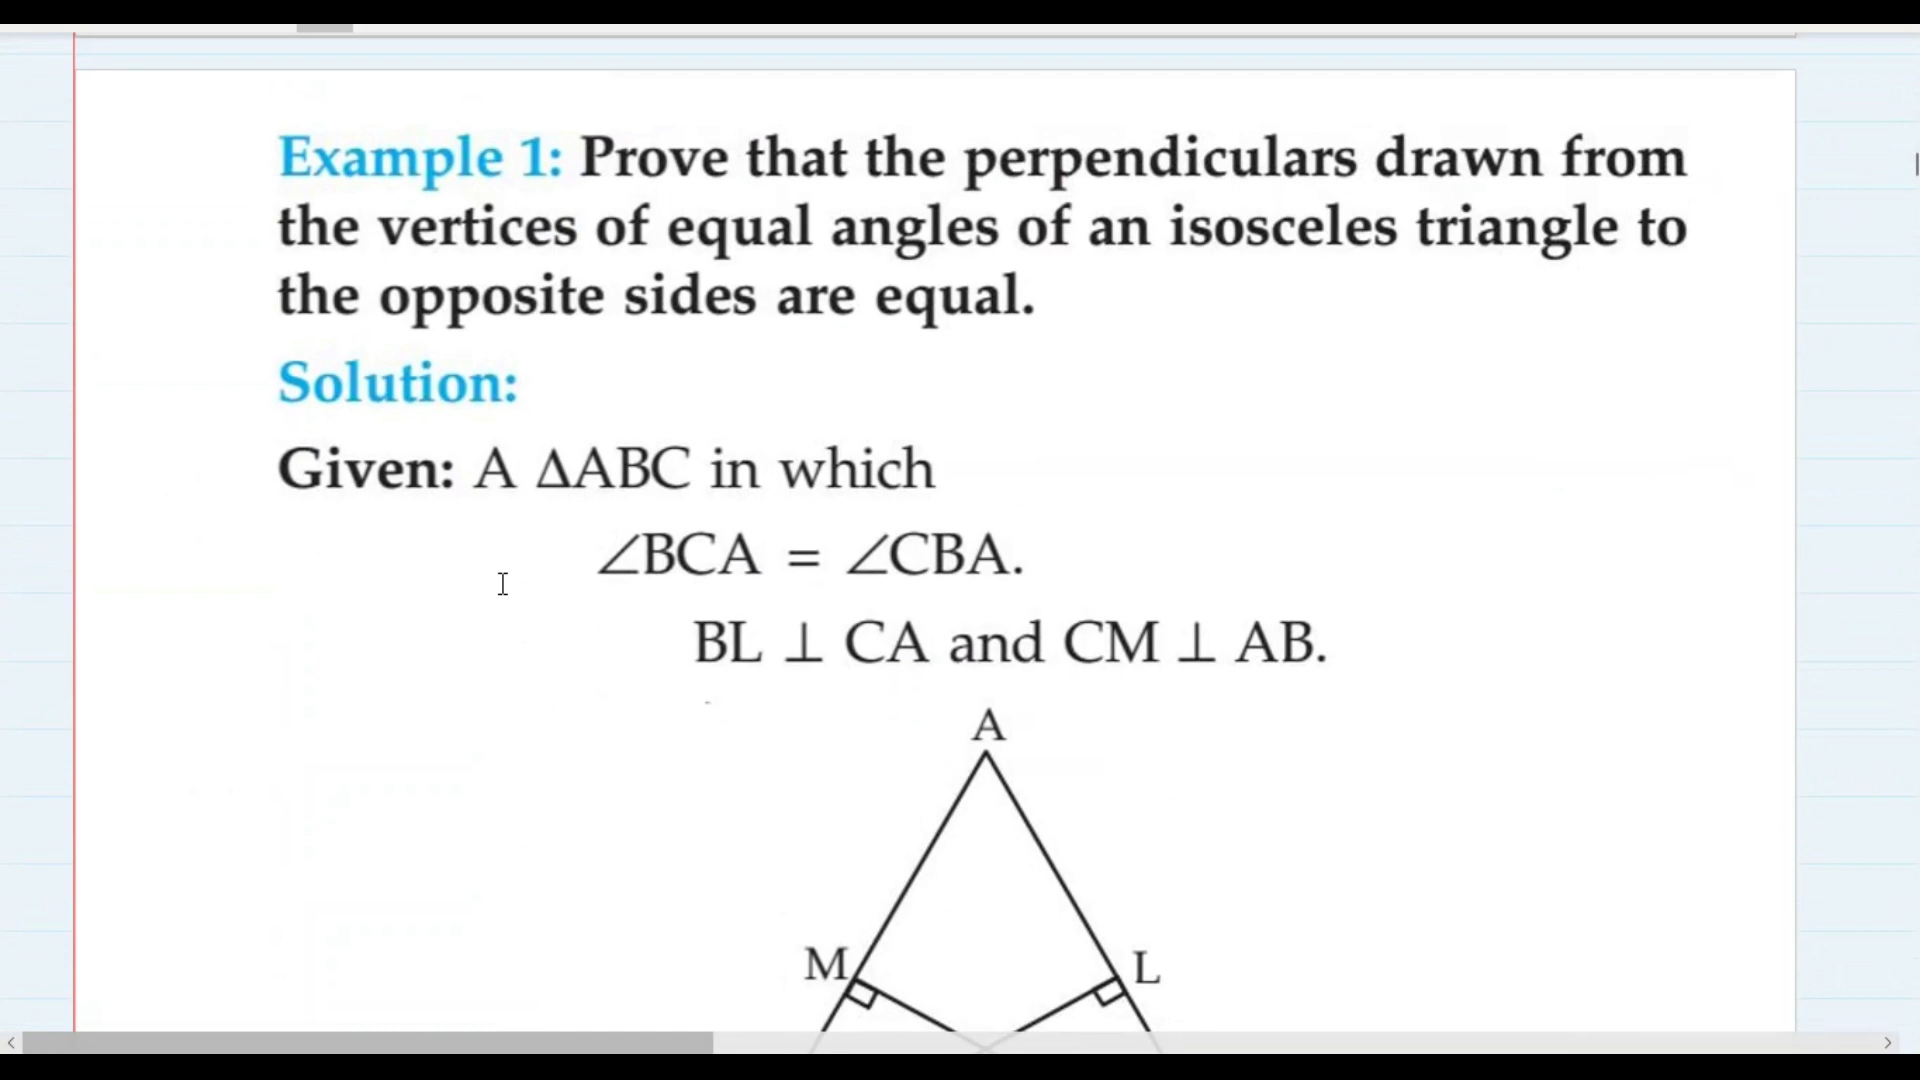 Example 1: Prove that the perpendiculars drawn from
the vertices of equal angles of an isosceles triangle to
the opposite sides are equal.
Solution:
Given: A ΔABC in which
∠BCA = ∠CBA.
BL ⊥ CA and CM ⊥ AB.
A
M L